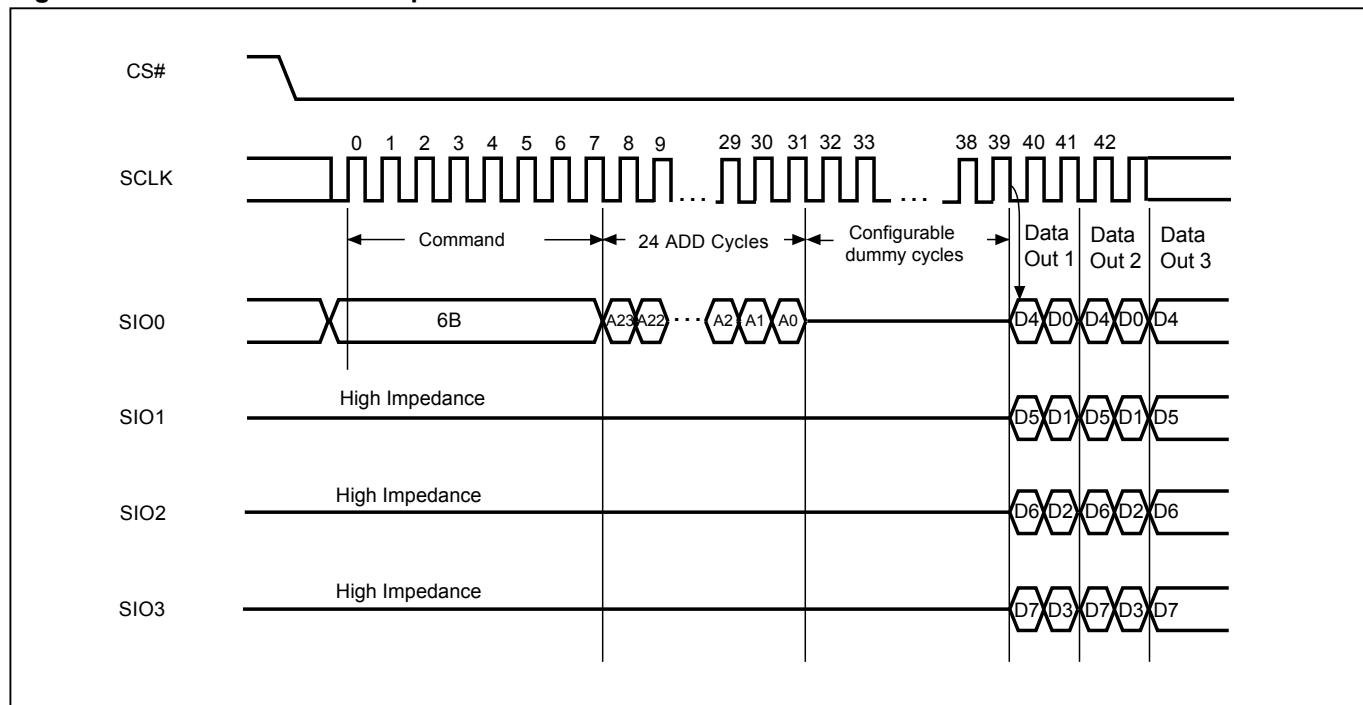 CS#
0 1 2 3 4 5 6 7 8 9 29 30 31 32 33 38 39 40 41 42
SCLK
. . . . . .
Command 24 ADD Cycles Configurable dummy cycles Data Out 1 Data Out 2 Data Out 3
SIO0 6B A23 A22 · · · A2 A1 A0 D4 D0 D4 D0 D4
High Impedance
SIO1 D5 D1 D5 D1 D5
High Impedance
SIO2 D6 D2 D6 D2 D6
High Impedance
SIO3 D7 D3 D7 D3 D7